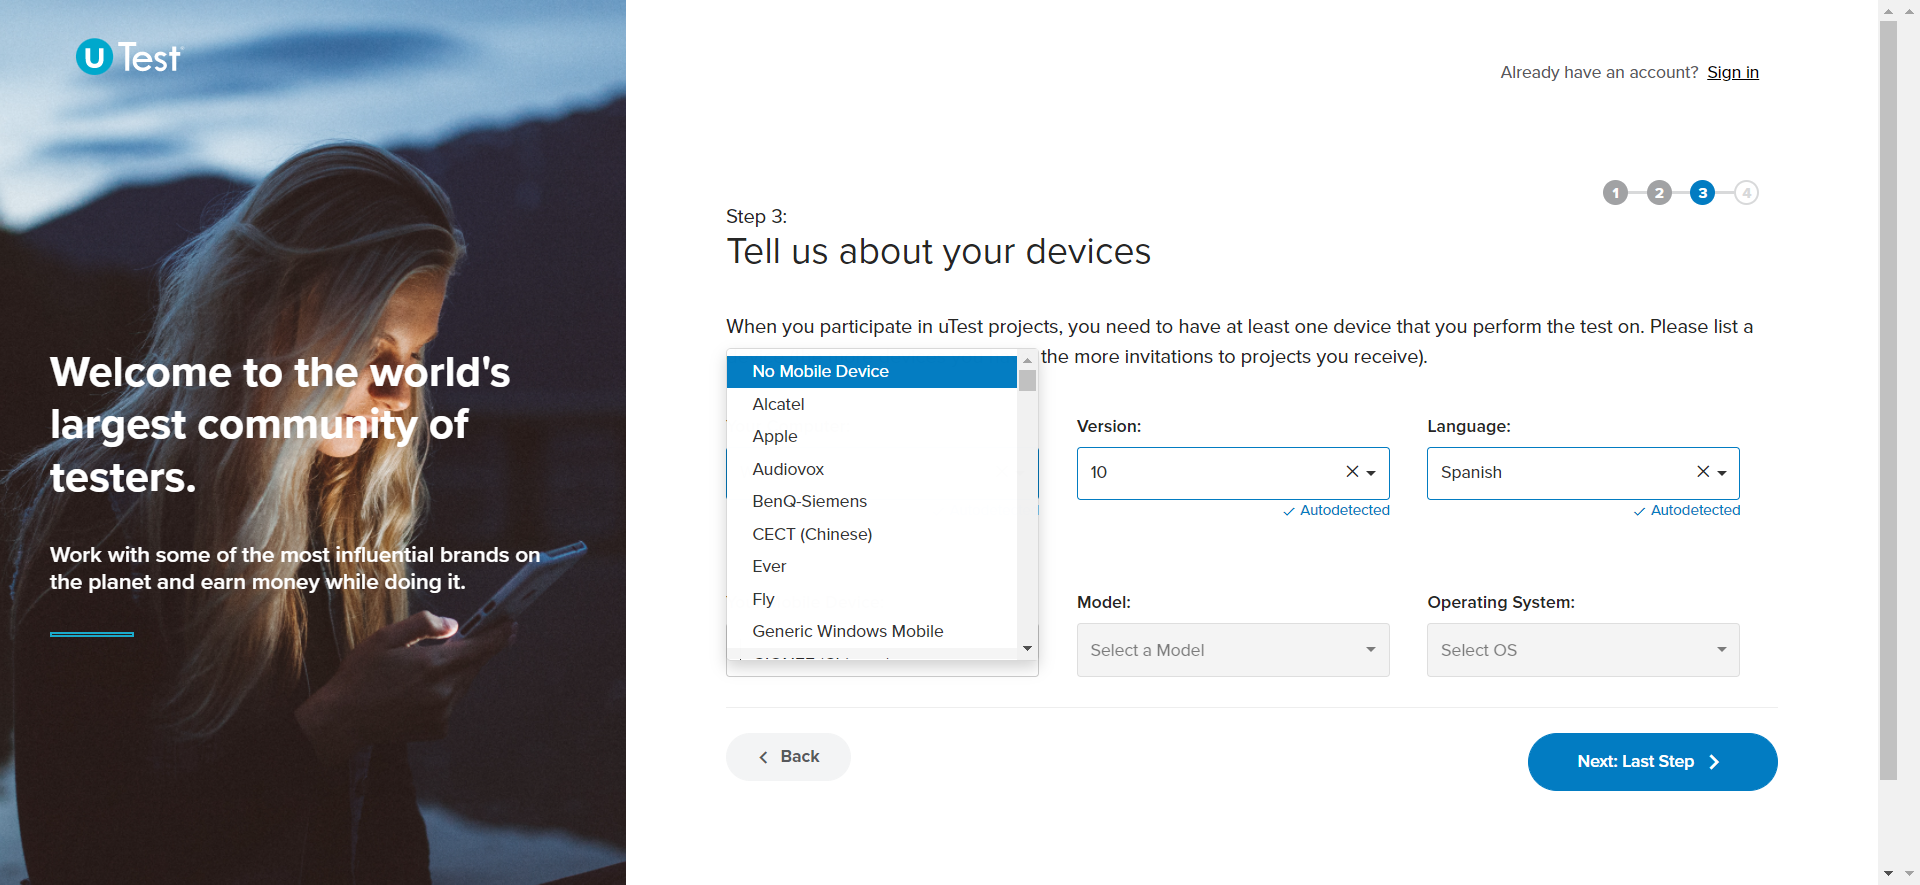 U Test
Already have an account? Sign in
1 2 3 4
Step 3:
Tell us about your devices
When you participate in uTest projects, you need to have at least one device that you perform the test on. Please list a
the more invitations to projects you receive).
No Mobile Device
Alcatel
Apple
Audiovox
BenQ-Siemens
CECT (Chinese)
Ever
Fly
Generic Windows Mobile
Version:
10
Autodetected
Language:
Spanish
Autodetected
Model:
Select a Model
Operating System:
Select OS
Back
Next: Last Step
Welcome to the world's
largest community of
testers.
Work with some of the most influential brands on
the planet and earn money while doing it.